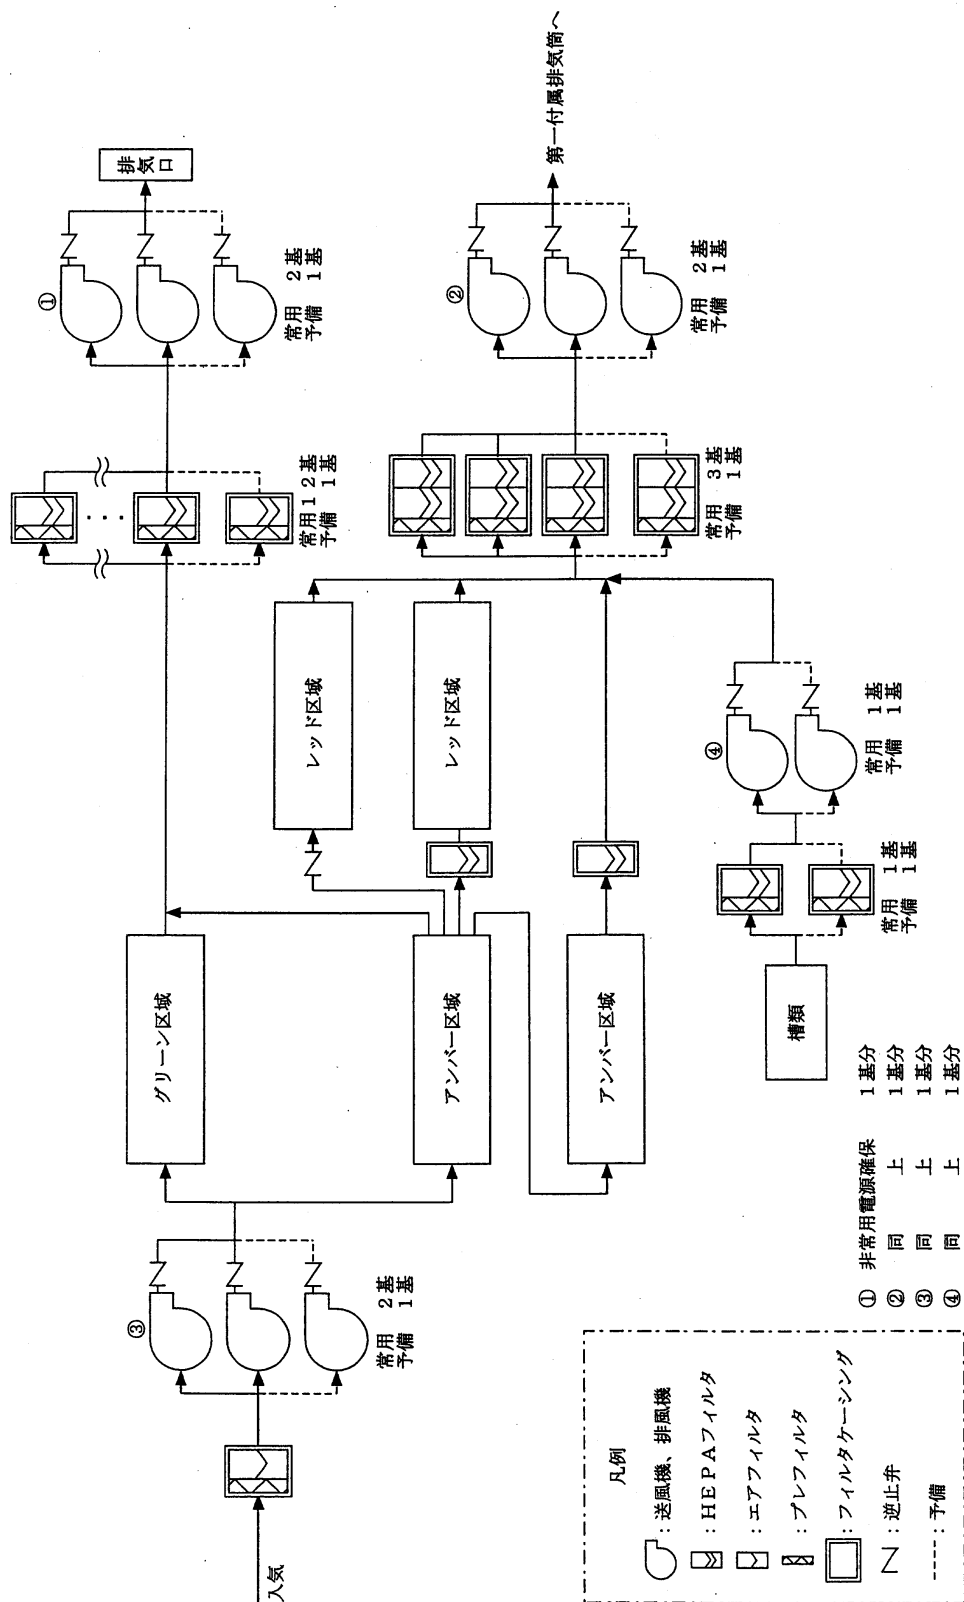 入気
③
常用 2基
予備 1基
グリーン区域
アンバー区域
アンバー区域
レッド区域
レッド区域
常用12基
予備 1基
①
常用 2基
予備 1基
排気口
常用 3基
予備 1基
②
常用 2基
予備 1基
第一付属排気筒へ
槽類
常用 1基
予備 1基
④
常用 1基
予備 1基
① 非常用電源確保 1基分
② 同 上 1基分
③ 同 上 1基分
④ 同 上 1基分
凡例
：送風機、排風機
：HEPAフィルタ
：エアフィルタ
：プレフィルタ
：フィルタケーシング
：逆止弁
：予備